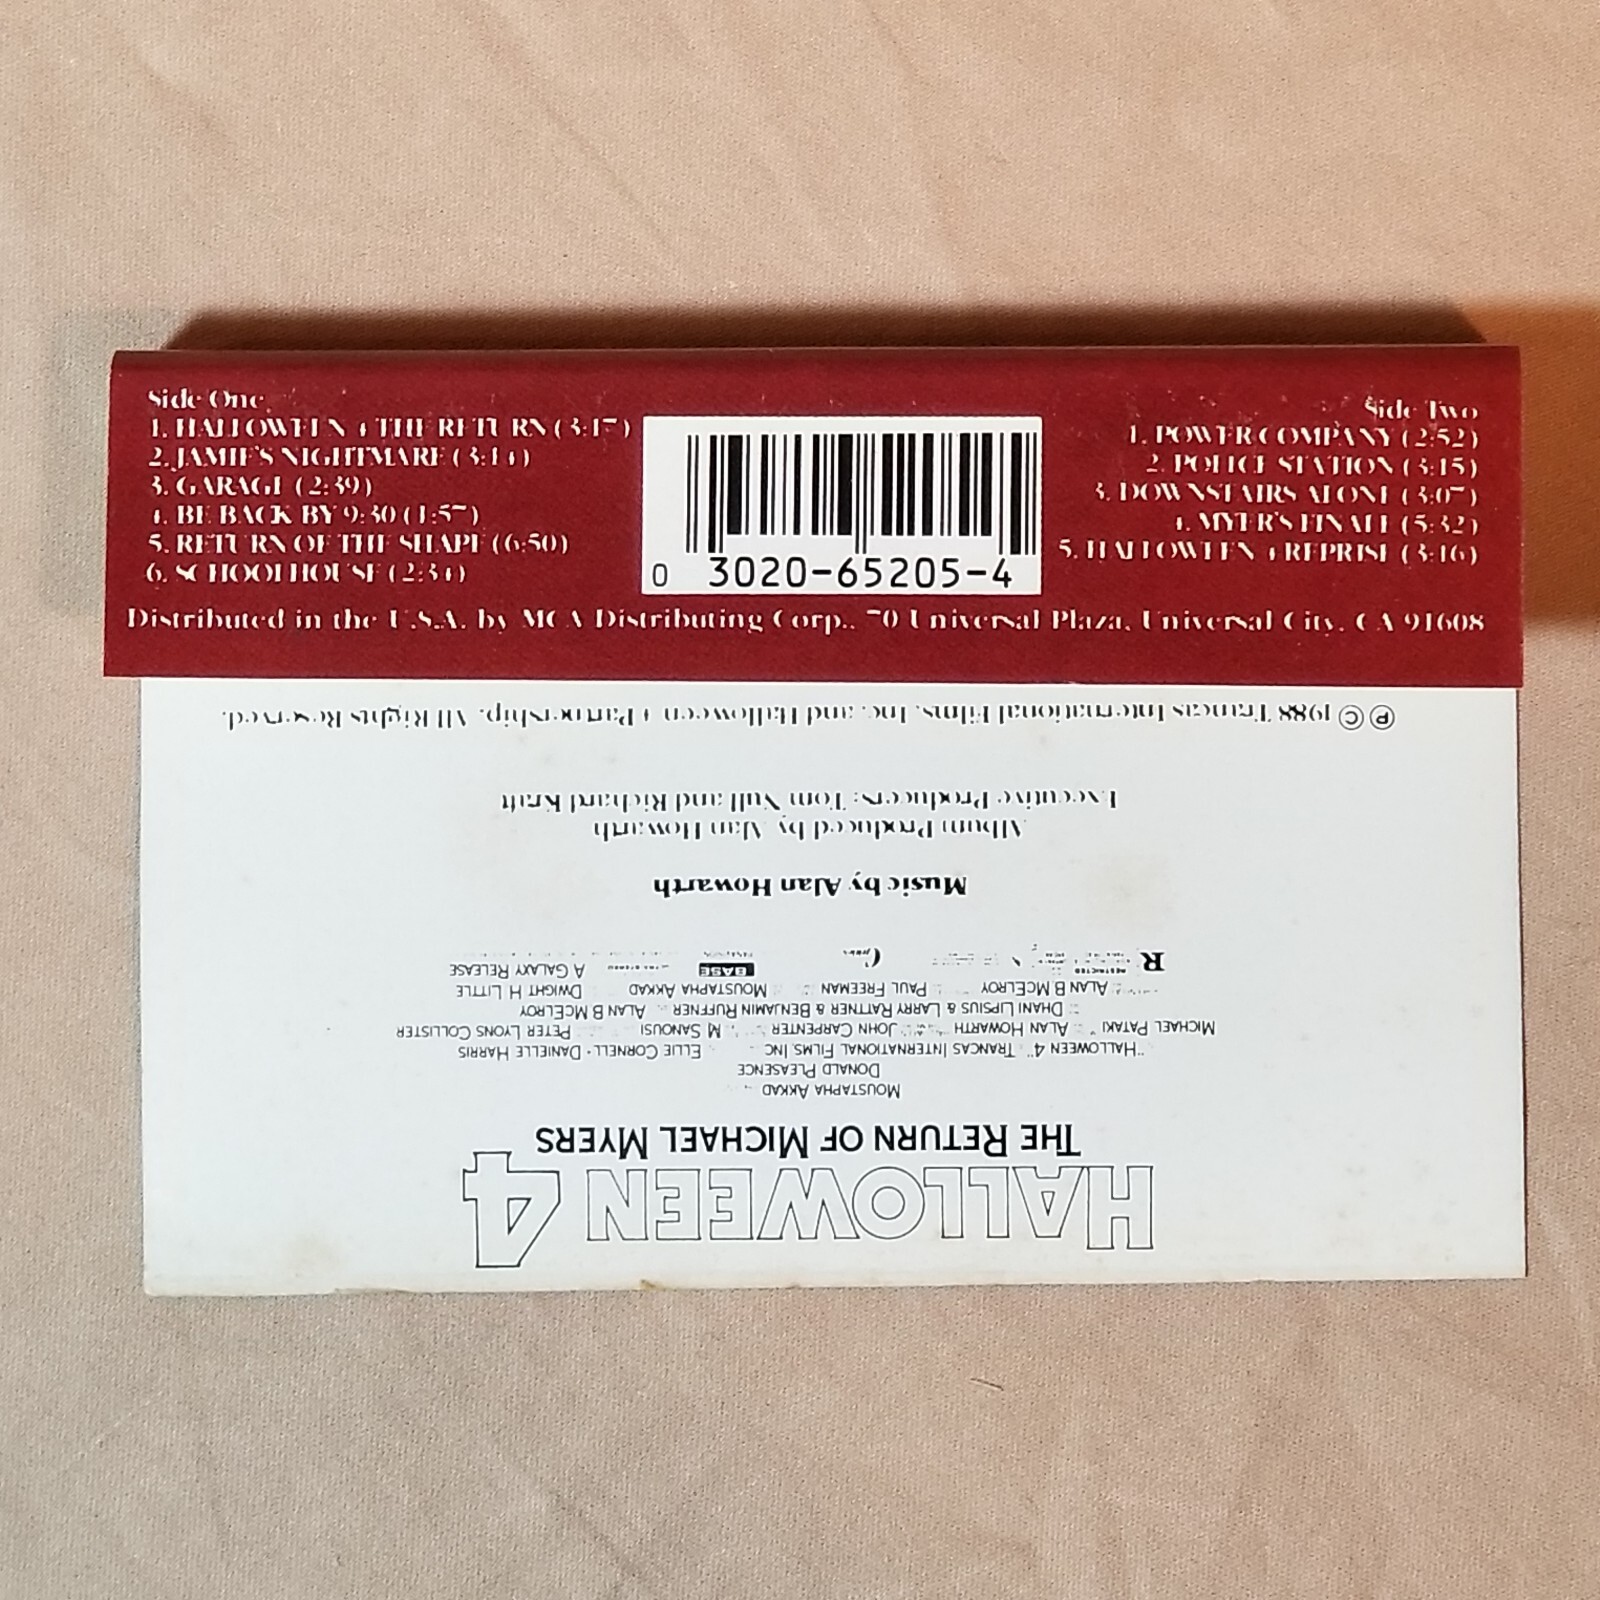 Side One
1. HALLOWEEN 4 THE RETURN (3:17)
2. JAMIE'S NIGHTMARE (3:14)
3. GARAGE (2:39)
4. BE BACK BY 9:30 (1:57)
5. RETURN OF THE SHAPE (6:50)
6. SCHOOLHOUSE (2:34)
0 3020-65205-4
Side Two
1. POWER COMPANY (2:52)
2. POLICE STATION (3:15)
3. DOWNSTAIRS ALONE (3:07)
4. MYER'S FINALE (5:32)
5. HALLOWEEN 4 REPRISE (3:16)
Distributed in the U.S.A. by MCA Distributing Corp., 70 Universal Plaza, Universal City, CA 91608
HALLOWEEN 4
THE RETURN OF MICHAEL MYERS
MOUSTAPHA AKKAD
DONALD PLEASENCE
"HALLOWEEN 4" TRANCAS INTERNATIONAL FILMS, INC. ELLIE CORNELL · DANIELLE HARRIS
MICHAEL PATAKI ALAN HOWARTH JOHN CARPENTER M SANOUSI PETER LYONS COLLISTER
DHANI LIPSIUS & LARRY RATTNER & BENJAMIN RUFFNER ALAN B MCELROY
ALAN B MCELROY PAUL FREEMAN MOUSTAPHA AKKAD DWIGHT H LITTLE
R RESTRICTED BASE A GALAXY RELEASE
Music by Alan Howarth
Album Produced by Alan Howarth
Executive Producers: Tom Null and Richard Kraft
Ⓟ © 1988 Trancas International Films, Inc. and Halloween 4 Partnership. All Rights Reserved.